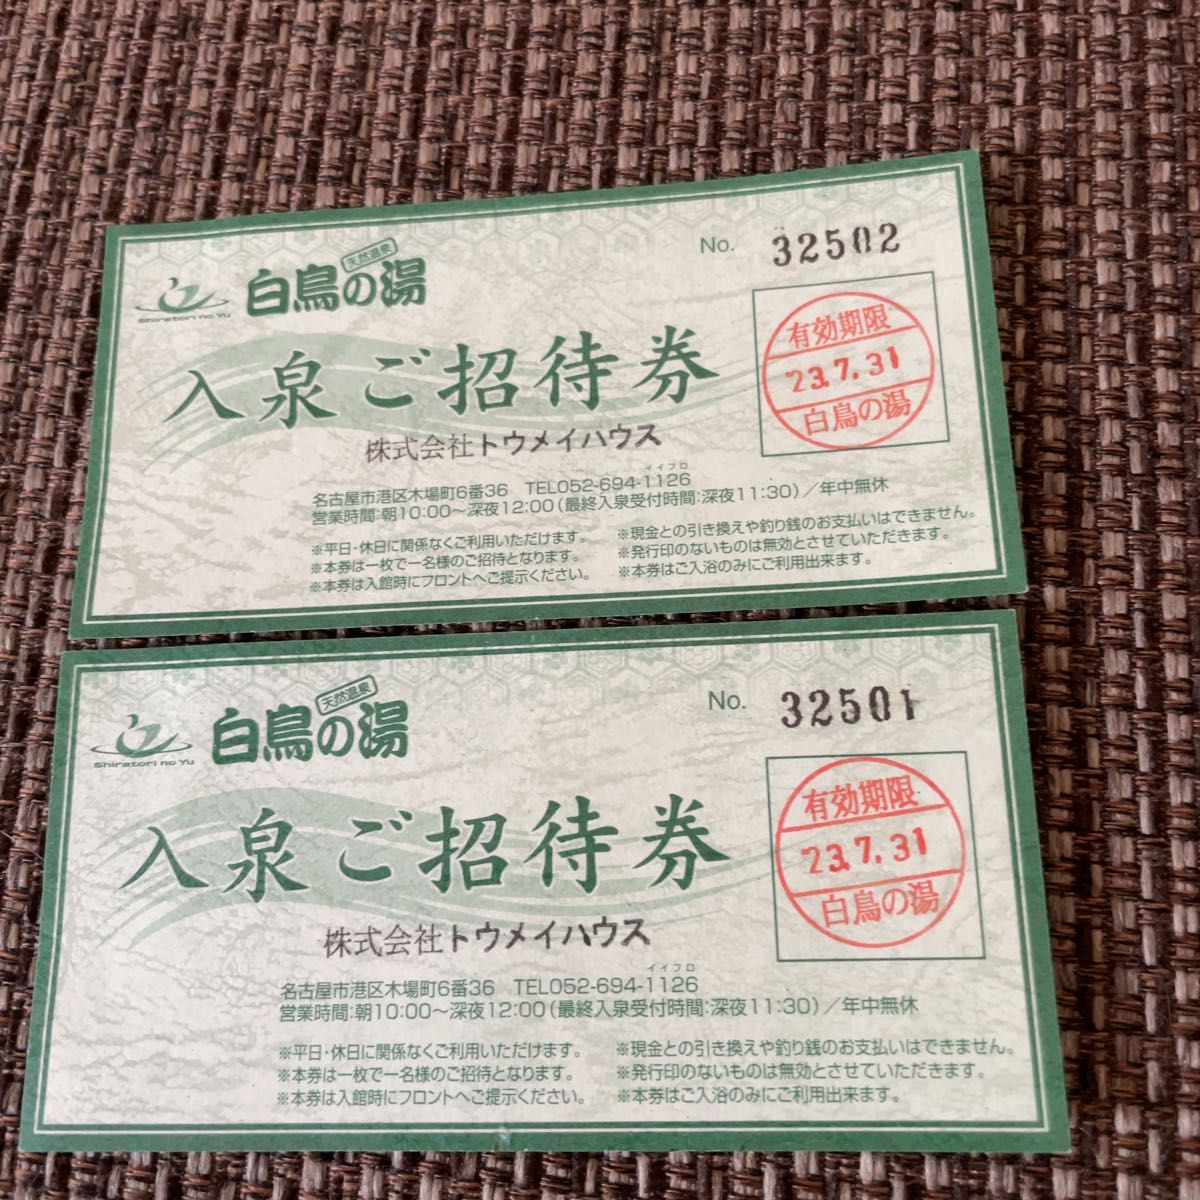 Shiratori no Yu
天然温泉
白鳥の湯
No. 32502
入泉ご招待券
有効期限
23.7.31
白鳥の湯
株式会社トウメイハウス
イイフロ
名古屋市港区木場町6番36 TEL052-694-1126
営業時間:朝10:00～深夜12:00(最終入泉受付時間:深夜11:30)/年中無休
※平日・休日に関係なくご利用いただけます。
※本券は一枚で一名様のご招待となります。
※本券は入館時にフロントへご提示ください。
※現金との引き換えや釣り銭のお支払いはできません。
※発行印のないものは無効とさせていただきます。
※本券はご入浴のみにご利用出来ます。
Shiratori no Yu
天然温泉
白鳥の湯
No. 32501
入泉ご招待券
有効期限
23.7.31
白鳥の湯
株式会社トウメイハウス
イイフロ
名古屋市港区木場町6番36 TEL052-694-1126
営業時間:朝10:00～深夜12:00(最終入泉受付時間:深夜11:30)/年中無休
※平日・休日に関係なくご利用いただけます。
※本券は一枚で一名様のご招待となります。
※本券は入館時にフロントへご提示ください。
※現金との引き換えや釣り銭のお支払いはできません。
※発行印のないものは無効とさせていただきます。
※本券はご入浴のみにご利用出来ます。